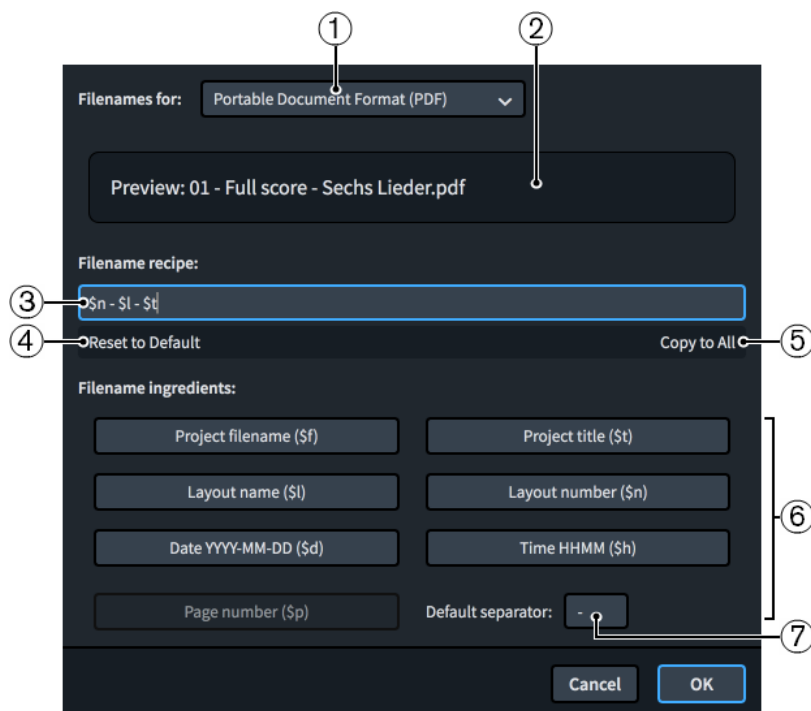 ① ②
Filenames for: Portable Document Format (PDF)
Preview: 01 - Full score - Sechs Lieder.pdf
Filename recipe:
③ $n - $l - $t
④ Reset to Default Copy to All ⑤
Filename ingredients:
Project filename ($f) Project title ($t)
Layout name ($l) Layout number ($n)
⑥
Date YYYY-MM-DD ($d) Time HHMM ($h)
Page number ($p) Default separator: -
⑦
Cancel OK